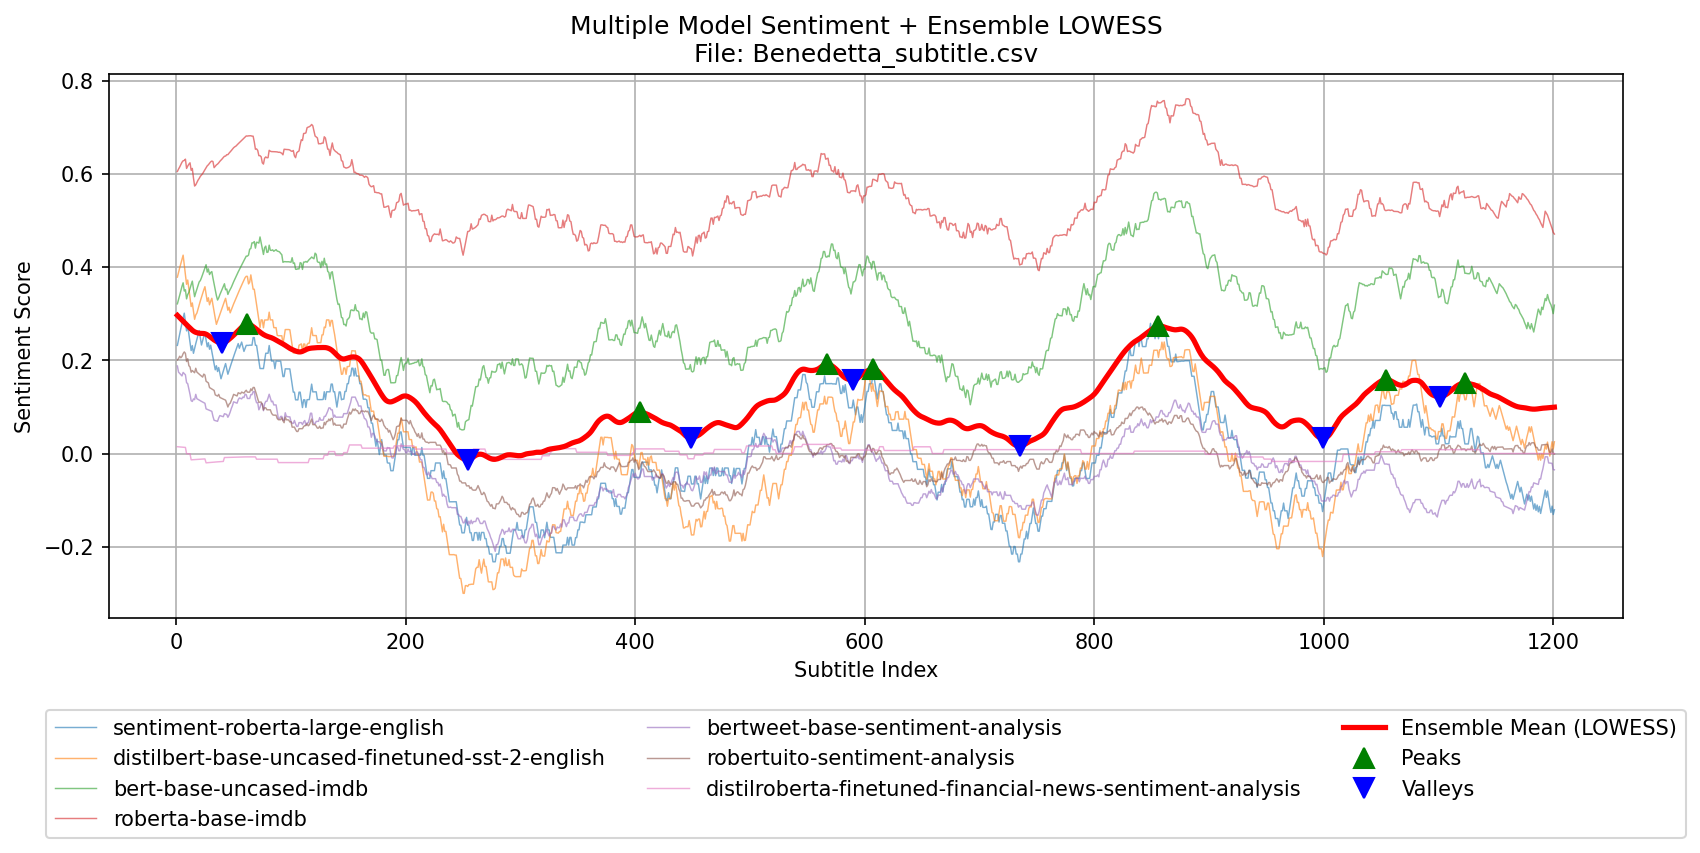 Multiple Model Sentiment + Ensemble LOWESS
File: Benedetta_subtitle.csv
Sentiment Score
0.8
0.6
0.4
0.2
0.0
−0.2
0
200
400
600
800
1000
1200
Subtitle Index
sentiment-roberta-large-english
distilbert-base-uncased-finetuned-sst-2-english
bert-base-uncased-imdb
roberta-base-imdb
bertweet-base-sentiment-analysis
robertuito-sentiment-analysis
distilroberta-finetuned-financial-news-sentiment-analysis
Ensemble Mean (LOWESS)
Peaks
Valleys